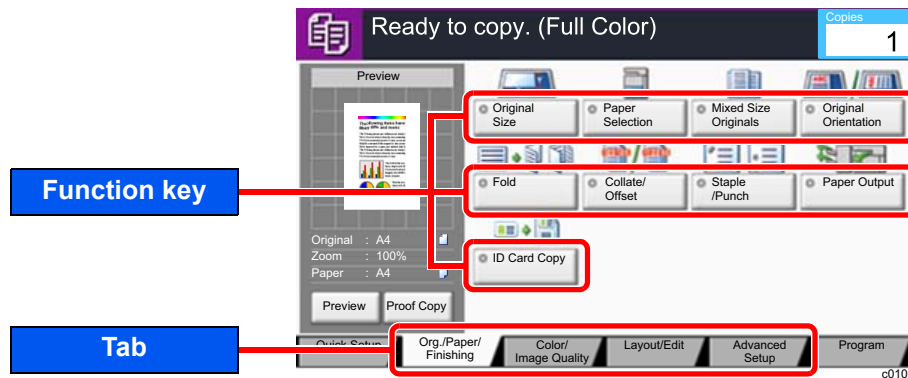 Ready to copy. (Full Color)
Copies
1
Preview
Original
Size
Paper
Selection
Mixed Size
Originals
Original
Orientation
Function key
Fold
Collate/
Offset
Staple
/Punch
Paper Output
ID Card Copy
Original : A4
Zoom : 100%
Paper : A4
Preview
Proof Copy
Tab
Quick Setup
Org./Paper/
Finishing
Color/
Image Quality
Layout/Edit
Advanced
Setup
Program
c010